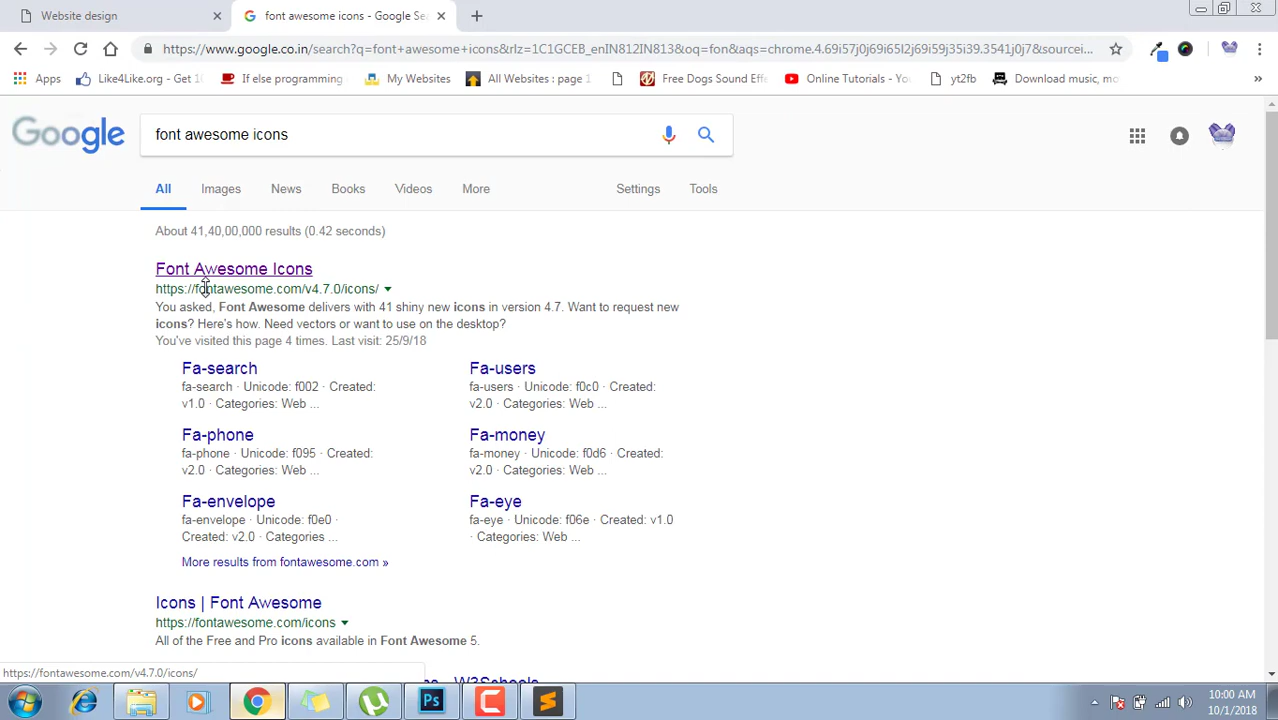 Website design
font awesome icons - Google Sea
https://www.google.co.in/search?q=font+awesome+icons&rlz=1C1GCEB_enIN812IN813&oq=fon&aqs=chrome.4.69i57j0j69i65l2j69i59j35i39.3541j0j7&sourcei...
Apps
Like4Like.org - Get 10
If else programming
My Websites
All Websites : page 1
Free Dogs Sound Effe
Online Tutorials - You
yt2fb
Download music, mo
»
Google
font awesome icons
All
Images
News
Books
Videos
More
Settings
Tools
About 41,40,00,000 results (0.42 seconds)
Font Awesome Icons
https://fontawesome.com/v4.7.0/icons/
You asked, Font Awesome delivers with 41 shiny new icons in version 4.7. Want to request new
icons? Here's how. Need vectors or want to use on the desktop?
You've visited this page 4 times. Last visit: 25/9/18
Fa-search
fa-search · Unicode: f002 · Created:
v1.0 · Categories: Web ...
Fa-users
fa-users · Unicode: f0c0 · Created:
v2.0 · Categories: Web ...
Fa-phone
fa-phone · Unicode: f095 · Created:
v2.0 · Categories: Web ...
Fa-money
fa-money · Unicode: f0d6 · Created:
v2.0 · Categories: Web ...
Fa-envelope
fa-envelope · Unicode: f0e0 ·
Created: v2.0 · Categories ...
Fa-eye
fa-eye · Unicode: f06e · Created: v1.0
· Categories: Web ...
More results from fontawesome.com »
Icons | Font Awesome
https://fontawesome.com/icons
All of the Free and Pro icons available in Font Awesome 5.
https://fontawesome.com/v4.7.0/icons/
W3Schools
Ps
10:00 AM
10/1/2018